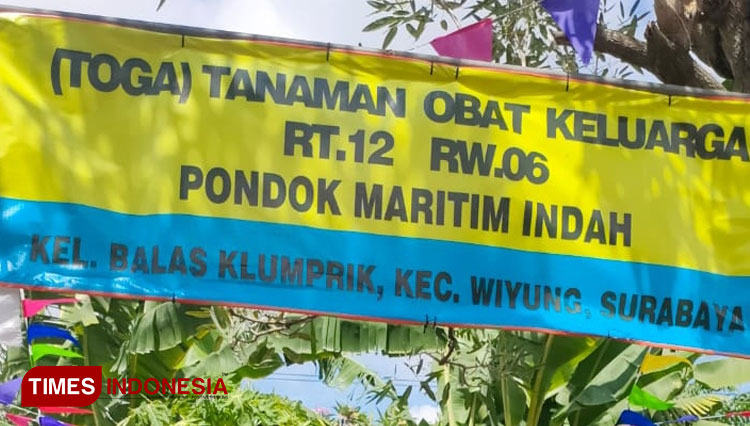 (TOGA) TANAMAN OBAT KELUARGA
RT.12 RW.06
PONDOK MARITIM INDAH
KEL. BALAS KLUMPRIK, KEC. WIYUNG, SURABAYA
TIMES INDONESIA